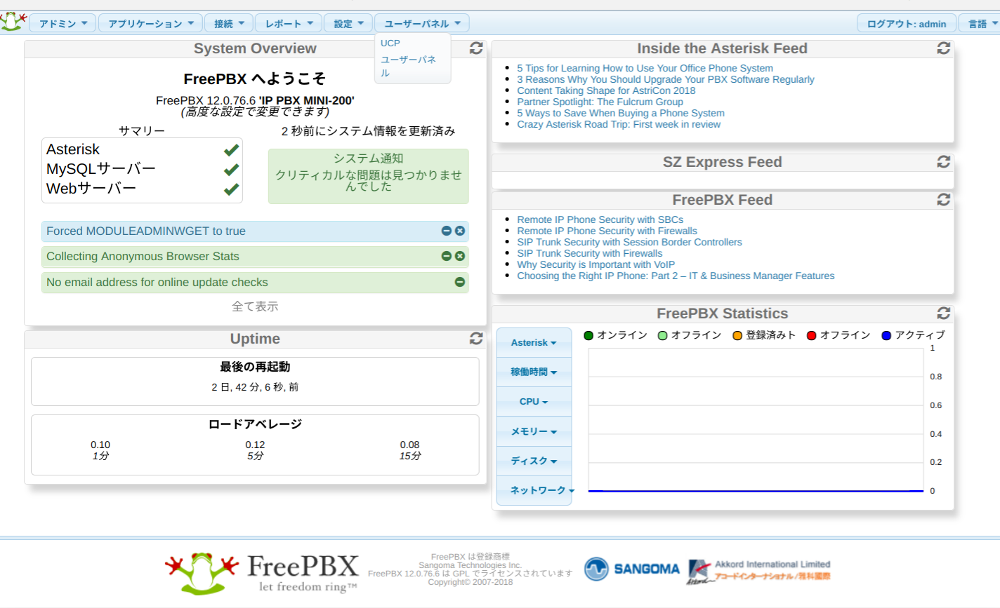 アドミン
アプリケーション
接続
レポート
設定
ユーザーパネル
ログアウト: admin
言語
UCP
ユーザーパネ
ル
System Overview
FreePBX へようこそ
FreePBX 12.0.76.6 'IP PBX MINI-200'
(高度な設定で変更できます)
サマリー
Asterisk
MySQLサーバー
Webサーバー
2 秒前にシステム情報を更新済み
システム通知
クリティカルな問題は見つかりませ
んでした
Forced MODULEADMINWGET to true
Collecting Anonymous Browser Stats
No email address for online update checks
全て表示
Uptime
最後の再起動
2 日, 42 分, 6 秒, 前
ロードアベレージ
0.10 0.12 0.08
1分 5分 15分
Inside the Asterisk Feed
5 Tips for Learning How to Use Your Office Phone System
3 Reasons Why You Should Upgrade Your PBX Software Regularly
Content Taking Shape for AstriCon 2018
Partner Spotlight: The Fulcrum Group
5 Ways to Save When Buying a Phone System
Crazy Asterisk Road Trip: First week in review
SZ Express Feed
FreePBX Feed
Remote IP Phone Security with SBCs
Remote IP Phone Security with Firewalls
SIP Trunk Security with Session Border Controllers
SIP Trunk Security with Firewalls
Why Security is Important with VoIP
Choosing the Right IP Phone: Part 2 – IT & Business Manager Features
FreePBX Statistics
Asterisk
稼働時間
CPU
メモリー
ディスク
ネットワーク
オンライン オフライン 登録済みト オフライン アクティブ
1
0.8
0.6
0.4
0.2
0
FreePBX
let freedom ring™
FreePBX は登録商標
Sangoma Technologies Inc.
FreePBX 12.0.76.6 は GPL でライセンスされています
Copyright© 2007-2018
SANGOMA
Akkord
Akkord International Limited
アコードインターナショナル/雅科國際